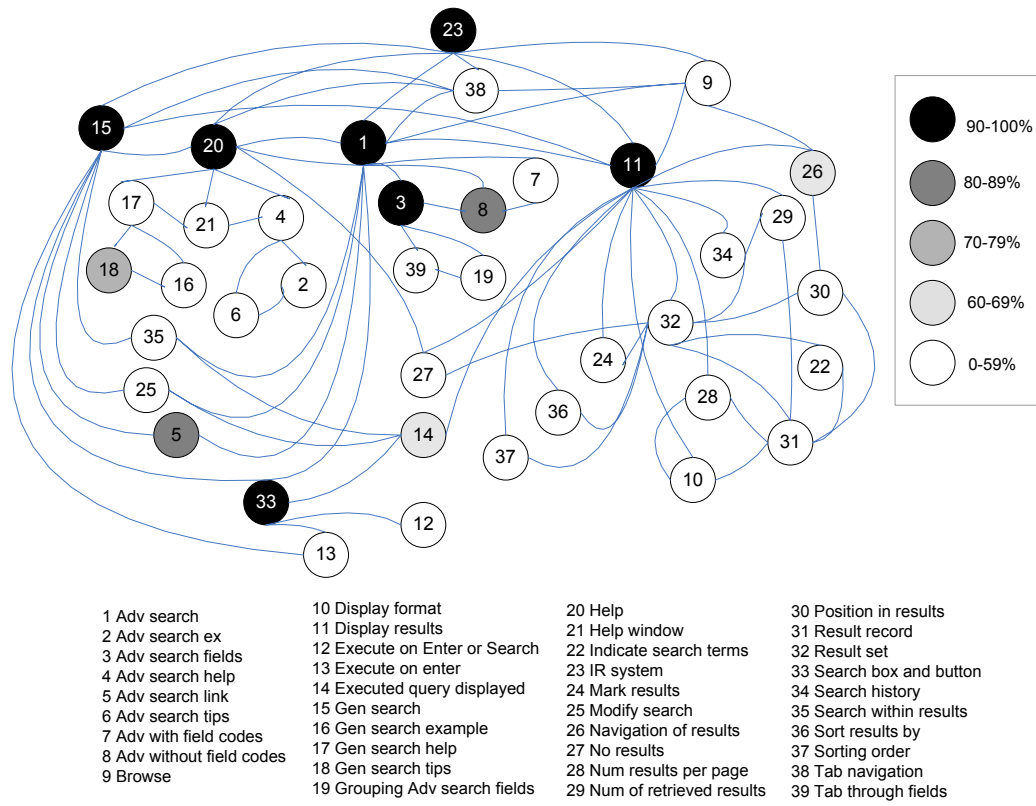 23
38
9
15
20
1
11
26
7
3
8
17
21
4
29
34
18
16
39
19
2
6
30
35
32
27
24
22
25
28
36
5
14
31
37
10
33
12
13
90-100%
80-89%
70-79%
60-69%
0-59%
1 Adv search
2 Adv search ex
3 Adv search fields
4 Adv search help
5 Adv search link
6 Adv search tips
7 Adv with field codes
8 Adv without field codes
9 Browse
10 Display format
11 Display results
12 Execute on Enter or Search
13 Execute on enter
14 Executed query displayed
15 Gen search
16 Gen search example
17 Gen search help
18 Gen search tips
19 Grouping Adv search fields
20 Help
21 Help window
22 Indicate search terms
23 IR system
24 Mark results
25 Modify search
26 Navigation of results
27 No results
28 Num results per page
29 Num of retrieved results
30 Position in results
31 Result record
32 Result set
33 Search box and button
34 Search history
35 Search within results
36 Sort results by
37 Sorting order
38 Tab navigation
39 Tab through fields